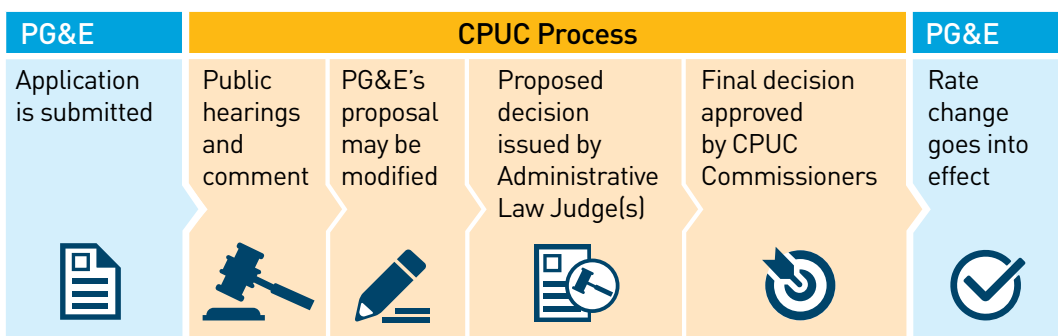 PG&E
CPUC Process
PG&E
Application
is submitted
Public
hearings
and
comment
PG&E's
proposal
may be
modified
Proposed
decision
issued by
Administrative
Law Judge(s)
Final decision
approved
by CPUC
Commissioners
Rate
change
goes into
effect